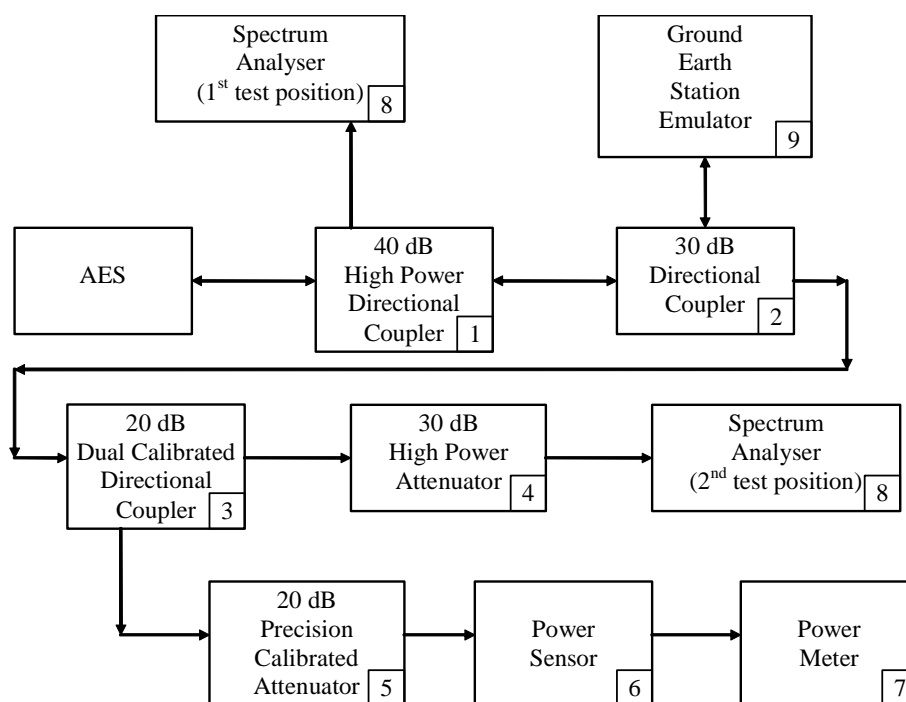 Spectrum
Analyser
(1st test position)
8
Ground
Earth
Station
Emulator
9
AES
40 dB
High Power
Directional
Coupler
1
30 dB
Directional
Coupler
2
20 dB
Dual Calibrated
Directional
Coupler
3
30 dB
High Power
Attenuator
4
Spectrum
Analyser
(2nd test position)
8
20 dB
Precision
Calibrated
Attenuator
5
Power
Sensor
6
Power
Meter
7